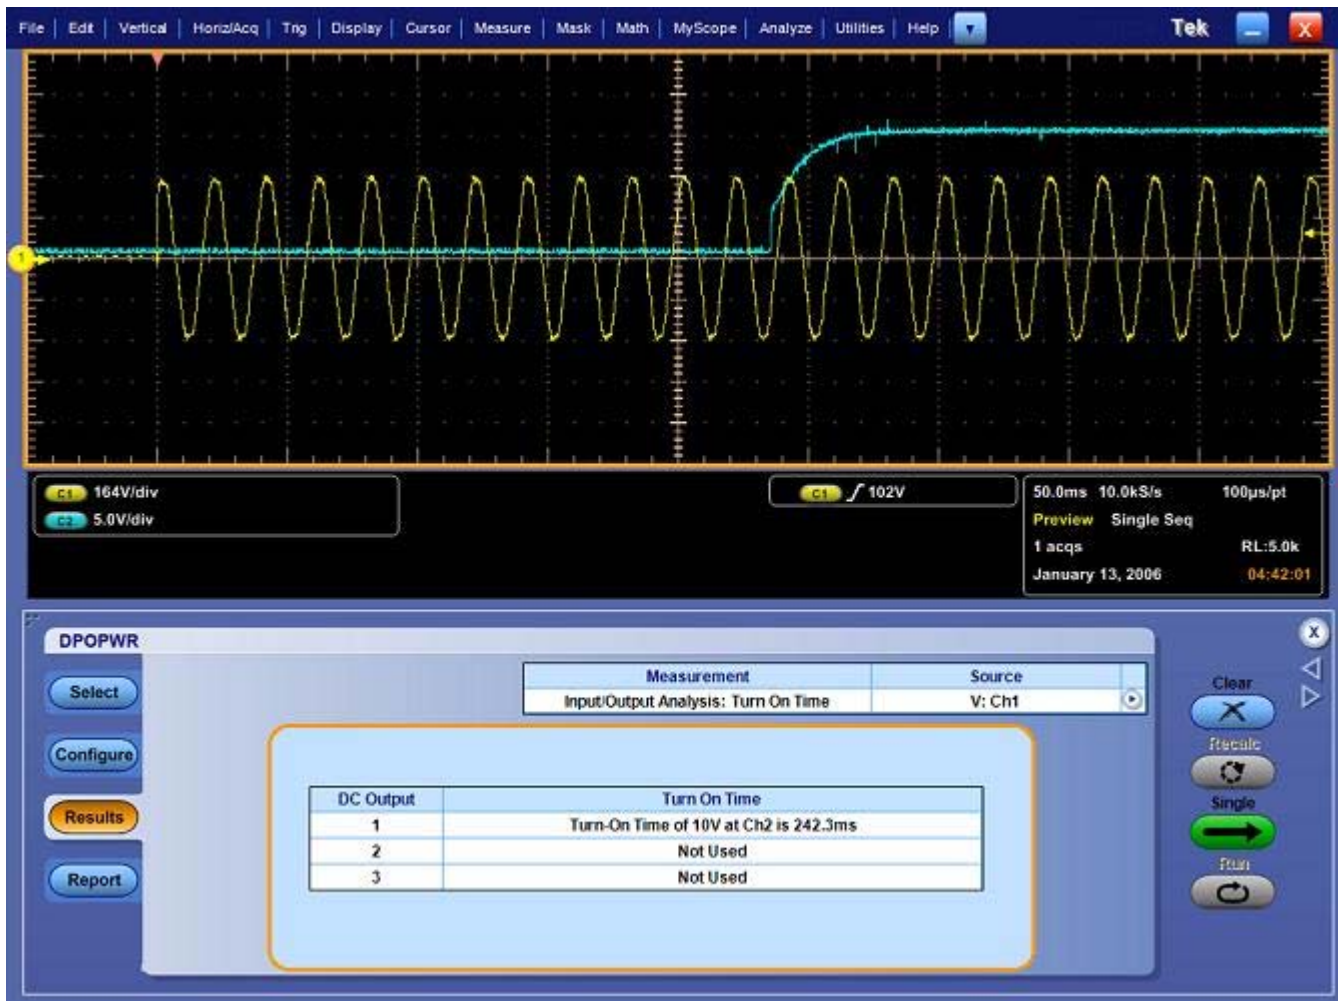 File Edit Vertical Horiz/Acq Trig Display Cursor Measure Mask Math MyScope Analyze Utilities Help Tek X
1
C1 164V/div
C2 5.0V/div
C1 102V
50.0ms 10.0kS/s 100µs/pt
Preview Single Seq
1 acqs RL:5.0k
January 13, 2006 04:42:01
DPOPWR
X
Select
Configure
Results
Report
Measurement Source
Input/Output Analysis: Turn On Time V: Ch1
DC Output Turn On Time
1 Turn-On Time of 10V at Ch2 is 242.3ms
2 Not Used
3 Not Used
Clear
Recalc
Single
Run